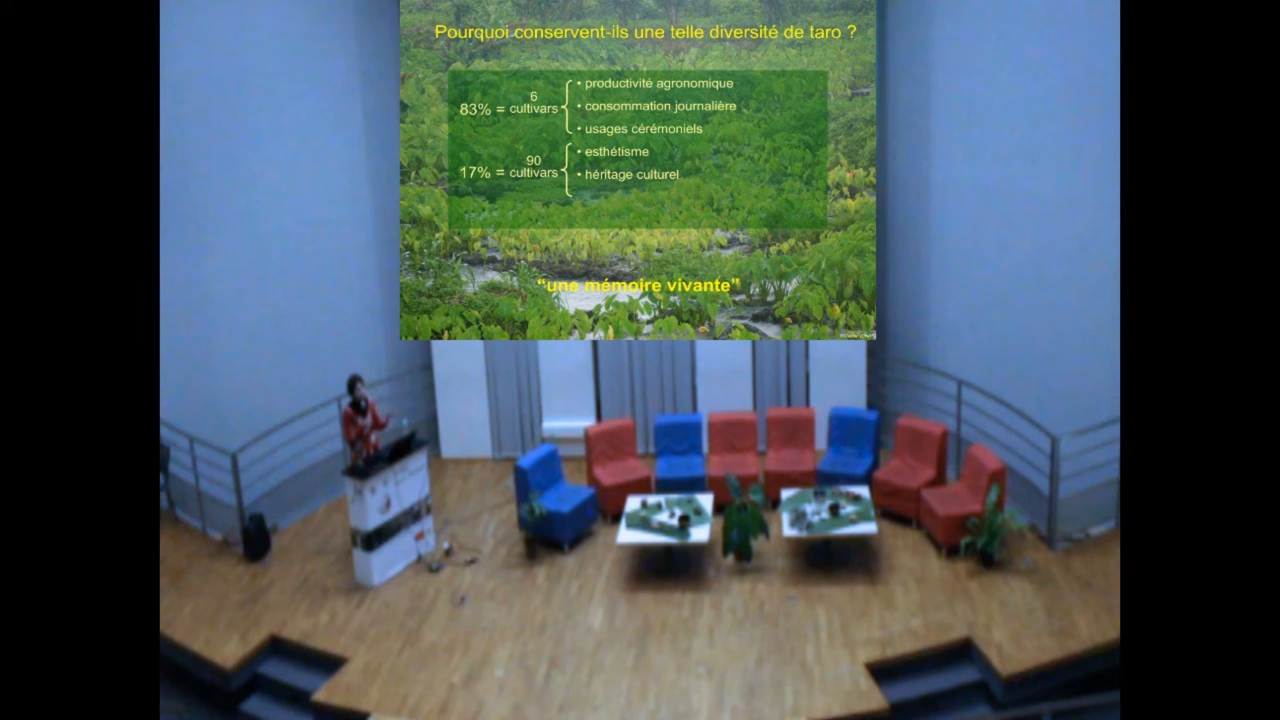 Pourquoi conservent-ils une telle diversité de taro ?
83% = 6 cultivars
• productivité agronomique
• consommation journalière
• usages cérémoniels
17% = 90 cultivars
• esthétisme
• héritage culturel
“une mémoire vivante”